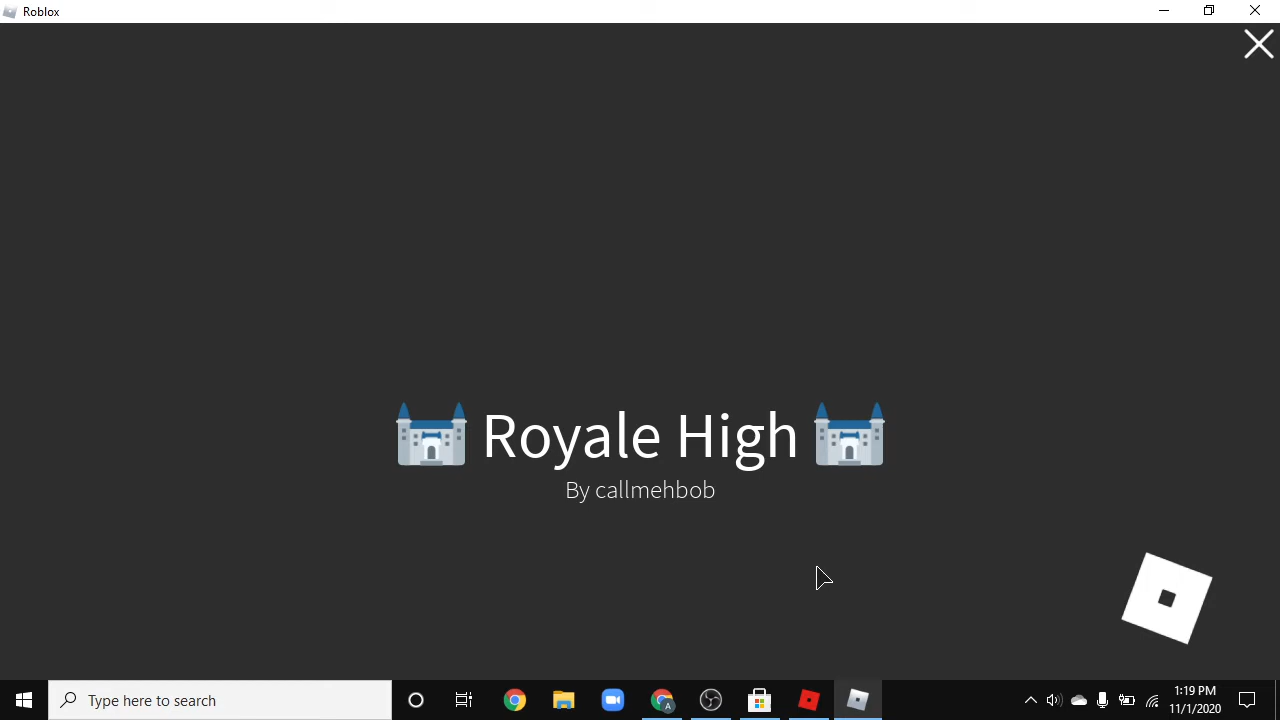 Roblox
Royale High
By callmehbob
Type here to search
A
1:19 PM
11/1/2020